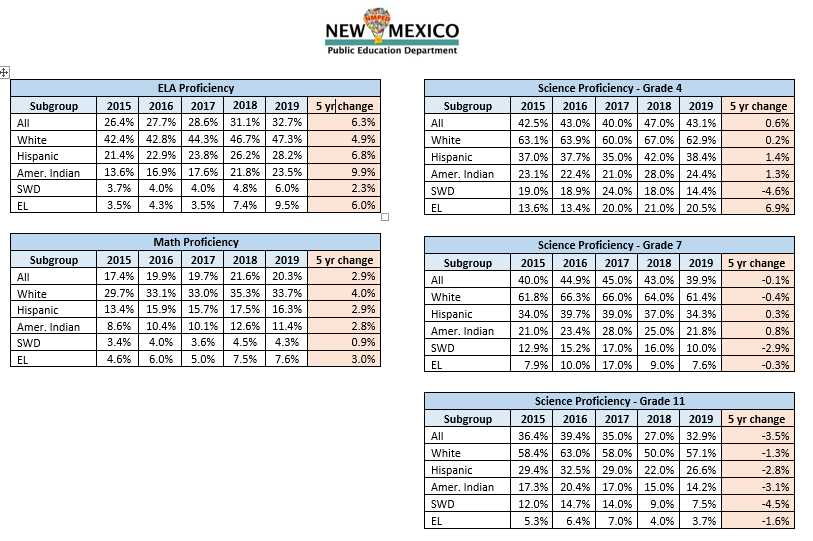 NMPED
NEW MEXICO
Public Education Department
ELA Proficiency
Subgroup 2015 2016 2017 2018 2019 5 yr change
All 26.4% 27.7% 28.6% 31.1% 32.7% 6.3%
White 42.4% 42.8% 44.3% 46.7% 47.3% 4.9%
Hispanic 21.4% 22.9% 23.8% 26.2% 28.2% 6.8%
Amer. Indian 13.6% 16.9% 17.6% 21.8% 23.5% 9.9%
SWD 3.7% 4.0% 4.0% 4.8% 6.0% 2.3%
EL 3.5% 4.3% 3.5% 7.4% 9.5% 6.0%
Math Proficiency
Subgroup 2015 2016 2017 2018 2019 5 yr change
All 17.4% 19.9% 19.7% 21.6% 20.3% 2.9%
White 29.7% 33.1% 33.0% 35.3% 33.7% 4.0%
Hispanic 13.4% 15.9% 15.7% 17.5% 16.3% 2.9%
Amer. Indian 8.6% 10.4% 10.1% 12.6% 11.4% 2.8%
SWD 3.4% 4.0% 3.6% 4.5% 4.3% 0.9%
EL 4.6% 6.0% 5.0% 7.5% 7.6% 3.0%
Science Proficiency - Grade 4
Subgroup 2015 2016 2017 2018 2019 5 yr change
All 42.5% 43.0% 40.0% 47.0% 43.1% 0.6%
White 63.1% 63.9% 60.0% 67.0% 62.9% 0.2%
Hispanic 37.0% 37.7% 35.0% 42.0% 38.4% 1.4%
Amer. Indian 23.1% 22.4% 21.0% 28.0% 24.4% 1.3%
SWD 19.0% 18.9% 24.0% 18.0% 14.4% -4.6%
EL 13.6% 13.4% 20.0% 21.0% 20.5% 6.9%
Science Proficiency - Grade 7
Subgroup 2015 2016 2017 2018 2019 5 yr change
All 40.0% 44.9% 45.0% 43.0% 39.9% -0.1%
White 61.8% 66.3% 66.0% 64.0% 61.4% -0.4%
Hispanic 34.0% 39.7% 39.0% 37.0% 34.3% 0.3%
Amer. Indian 21.0% 23.4% 28.0% 25.0% 21.8% 0.8%
SWD 12.9% 15.2% 17.0% 16.0% 10.0% -2.9%
EL 7.9% 10.0% 17.0% 9.0% 7.6% -0.3%
Science Proficiency - Grade 11
Subgroup 2015 2016 2017 2018 2019 5 yr change
All 36.4% 39.4% 35.0% 27.0% 32.9% -3.5%
White 58.4% 63.0% 58.0% 50.0% 57.1% -1.3%
Hispanic 29.4% 32.5% 29.0% 22.0% 26.6% -2.8%
Amer. Indian 17.3% 20.4% 17.0% 15.0% 14.2% -3.1%
SWD 12.0% 14.7% 14.0% 9.0% 7.5% -4.5%
EL 5.3% 6.4% 7.0% 4.0% 3.7% -1.6%